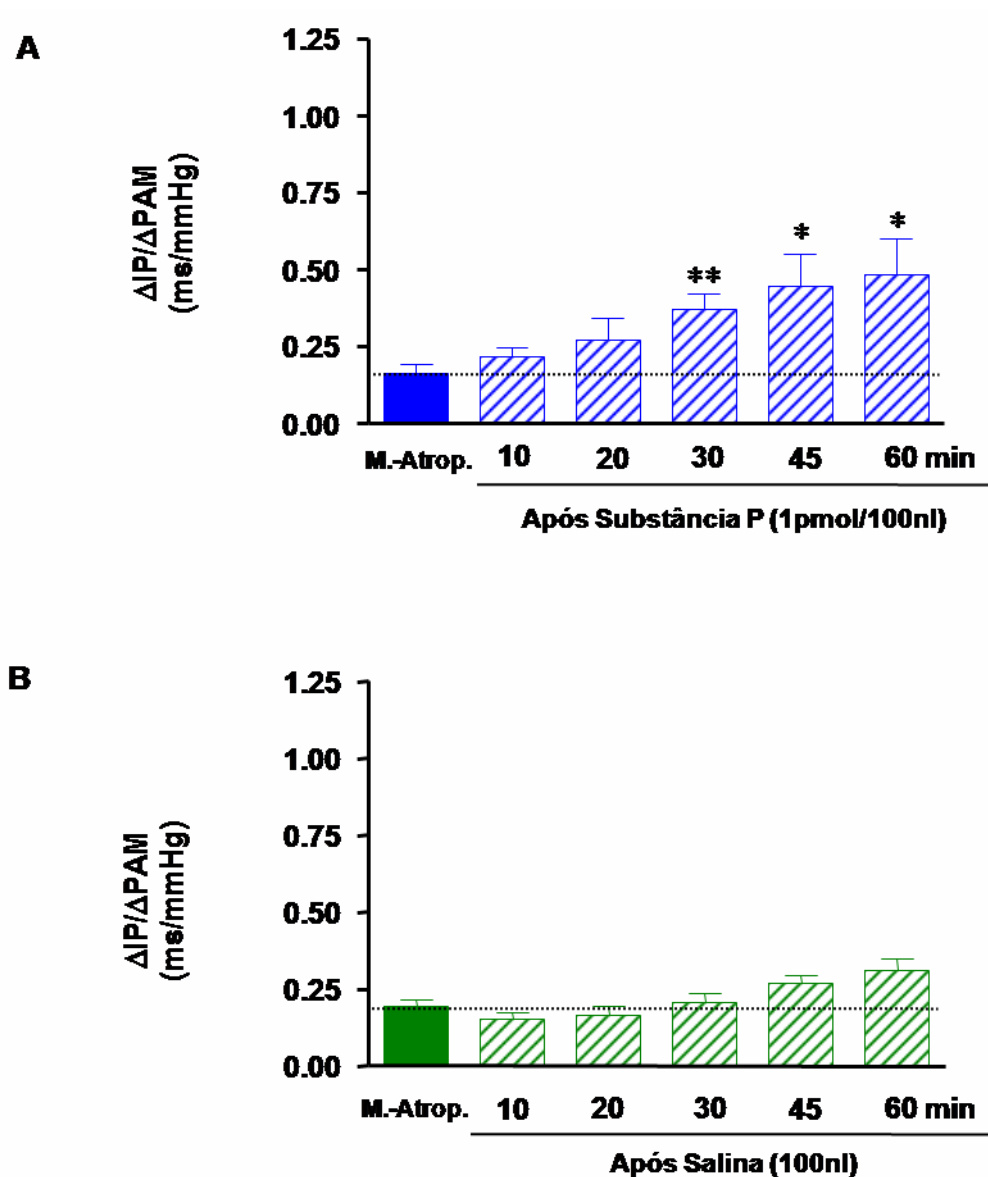 A
ΔIP/ΔPAM
(ms/mmHg)
1.25
1.00
0.75
0.50
0.25
0.00
** * *
M.-Atrop. 10 20 30 45 60 min
Após Substância P (1pmol/100nl)
B
ΔIP/ΔPAM
(ms/mmHg)
1.25
1.00
0.75
0.50
0.25
0.00
M.-Atrop. 10 20 30 45 60 min
Após Salina (100nl)